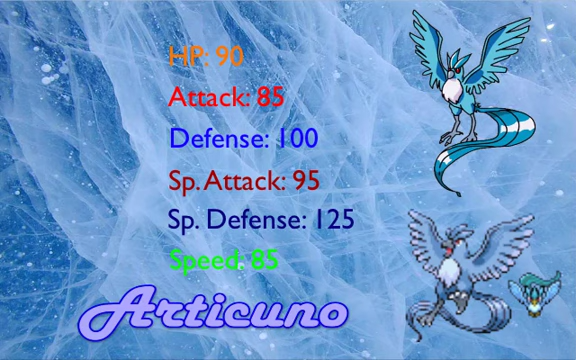 HP: 90
Attack: 85
Defense: 100
Sp. Attack: 95
Sp. Defense: 125
Speed: 85
Articuno